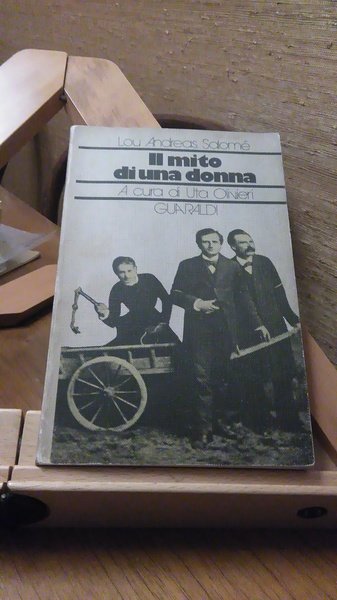 Lou Andreas Salomé
Il mito
di una donna
A cura di Uta Olivieri
GUARALDI